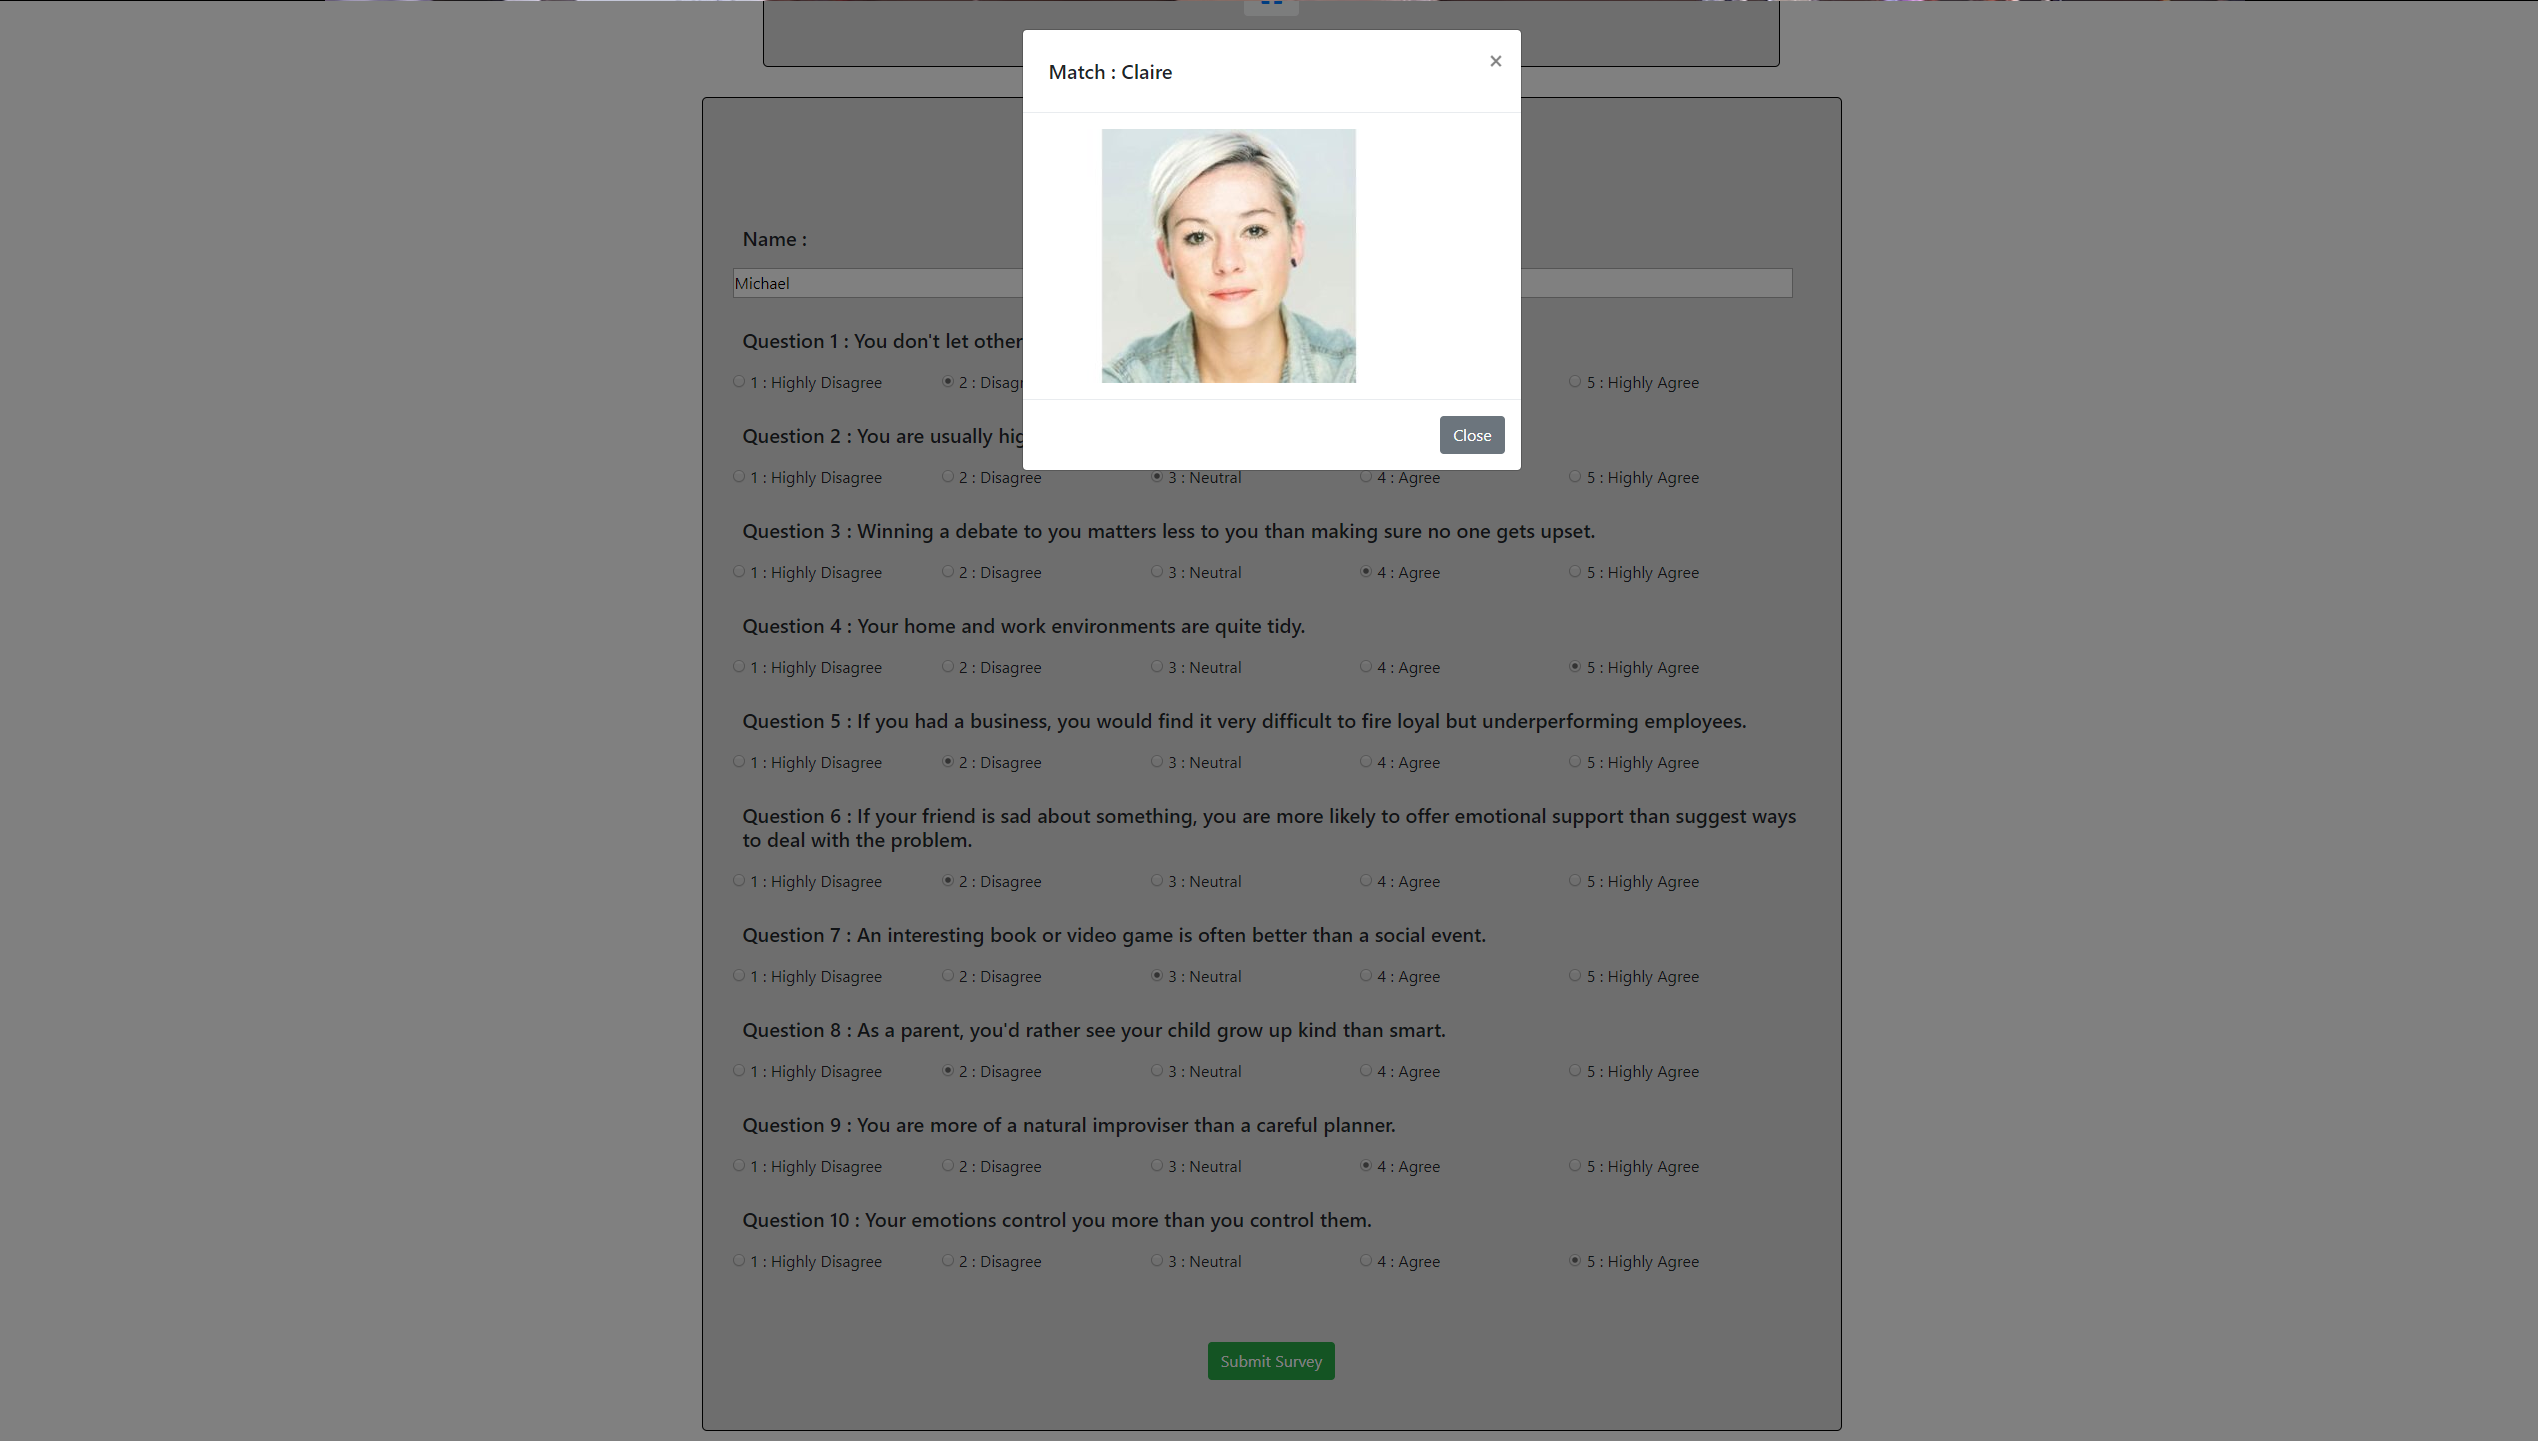 Match : Claire
×
Close
Name :
Michael
Question 1 : You don't let other
1 : Highly Disagree 2 : 5 : Highly Agree
Question 2 : You are usually
1 : Highly Disagree 2 : Disagree 3 : Neutral 4 : Agree 5 : Highly Agree
Question 3 : Winning a debate to you matters less to you than making sure no one gets upset.
1 : Highly Disagree 2 : Disagree 3 : Neutral 4 : Agree 5 : Highly Agree
Question 4 : Your home and work environments are quite tidy.
1 : Highly Disagree 2 : Disagree 3 : Neutral 4 : Agree 5 : Highly Agree
Question 5 : If you had a business, you would find it very difficult to fire loyal but underperforming employees.
1 : Highly Disagree 2 : Disagree 3 : Neutral 4 : Agree 5 : Highly Agree
Question 6 : If your friend is sad about something, you are more likely to offer emotional support than suggest ways
to deal with the problem.
1 : Highly Disagree 2 : Disagree 3 : Neutral 4 : Agree 5 : Highly Agree
Question 7 : An interesting book or video game is often better than a social event.
1 : Highly Disagree 2 : Disagree 3 : Neutral 4 : Agree 5 : Highly Agree
Question 8 : As a parent, you'd rather see your child grow up kind than smart.
1 : Highly Disagree 2 : Disagree 3 : Neutral 4 : Agree 5 : Highly Agree
Question 9 : You are more of a natural improviser than a careful planner.
1 : Highly Disagree 2 : Disagree 3 : Neutral 4 : Agree 5 : Highly Agree
Question 10 : Your emotions control you more than you control them.
1 : Highly Disagree 2 : Disagree 3 : Neutral 4 : Agree 5 : Highly Agree
Submit Survey